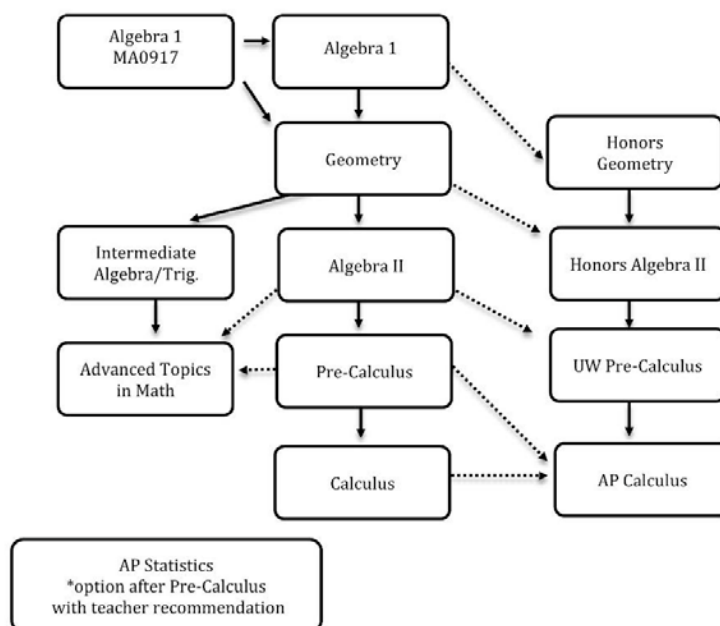 Algebra 1
MA0917
Algebra 1
Geometry
Honors
Geometry
Intermediate
Algebra/Trig.
Algebra II
Honors Algebra II
Advanced Topics
in Math
Pre-Calculus
UW Pre-Calculus
Calculus
AP Calculus
AP Statistics
*option after Pre-Calculus
with teacher recommendation